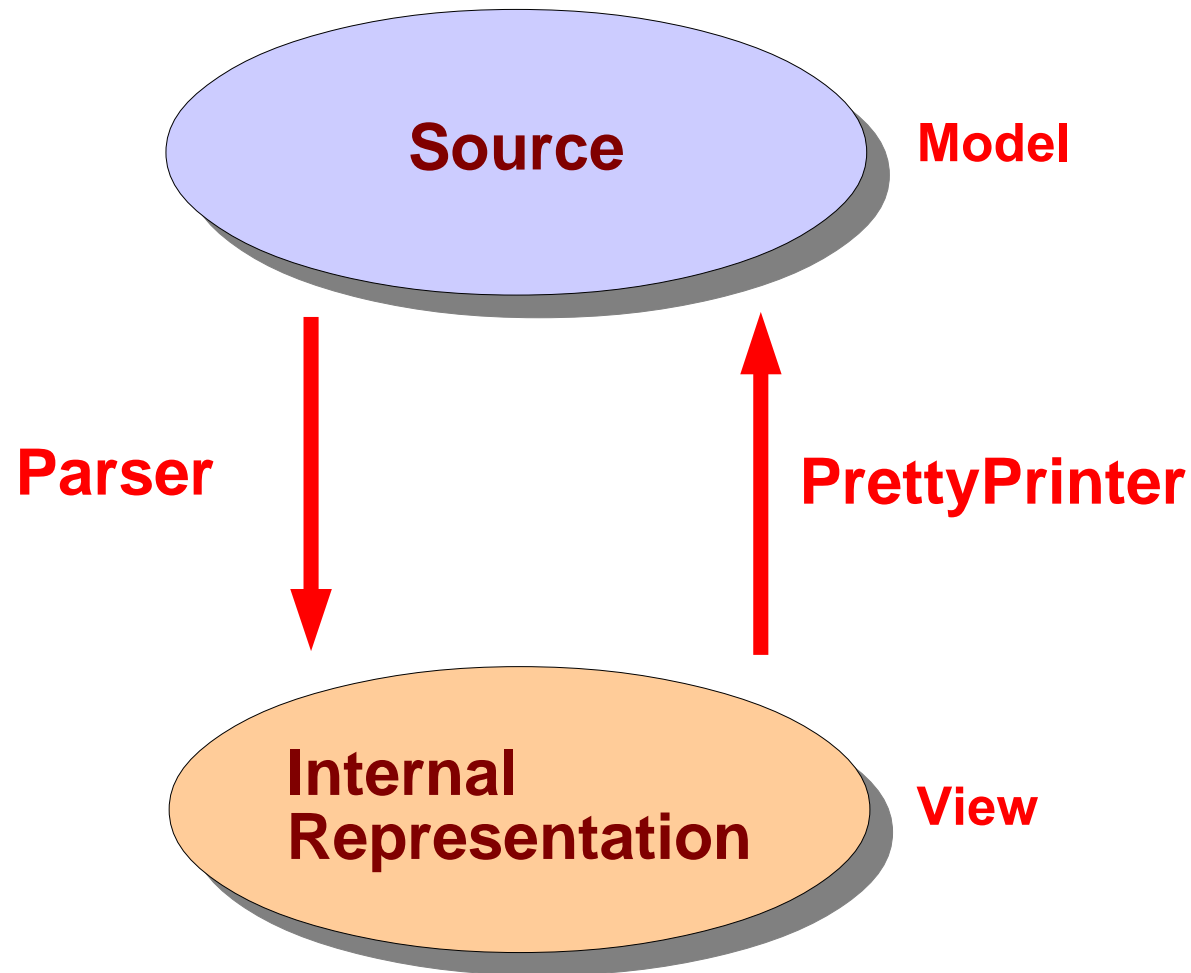 Source
Model
Parser
PrettyPrinter
Internal
Representation
View